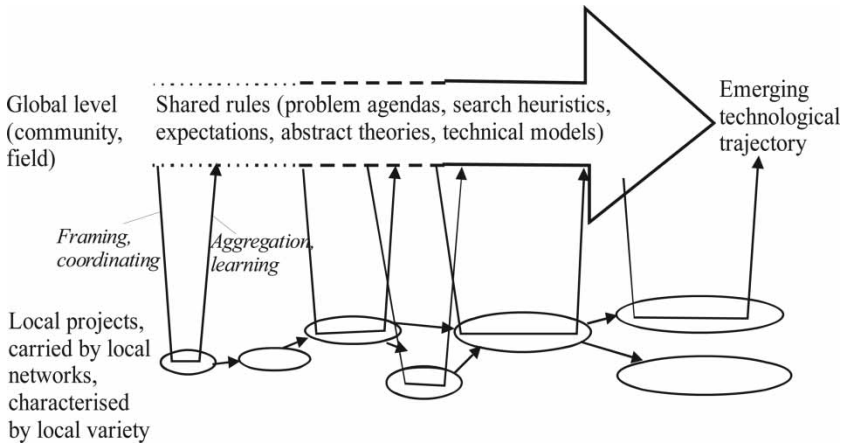 Global level
(community,
field)
Shared rules (problem agendas, search heuristics,
expectations, abstract theories, technical models)
Emerging
technological
trajectory
Framing,
coordinating
Aggregation,
learning
Local projects,
carried by local
networks,
characterised
by local variety